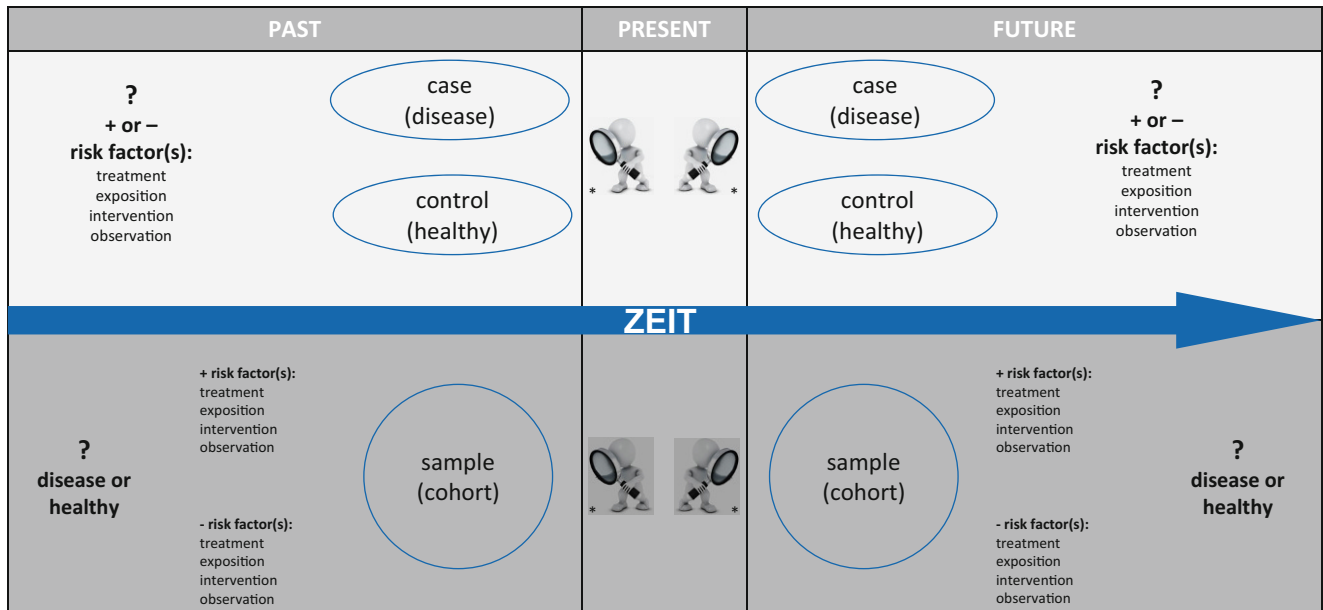 PAST
PRESENT
FUTURE
?
+ or –
risk factor(s):
treatment
exposition
intervention
observation
case
(disease)
control
(healthy)
*
*
case
(disease)
control
(healthy)
?
+ or –
risk factor(s):
treatment
exposition
intervention
observation
ZEIT
?
disease or
healthy
+ risk factor(s):
treatment
exposition
intervention
observation
- risk factor(s):
treatment
exposition
intervention
observation
sample
(cohort)
*
*
sample
(cohort)
+ risk factor(s):
treatment
exposition
intervention
observation
- risk factor(s):
treatment
exposition
intervention
observation
?
disease or
healthy